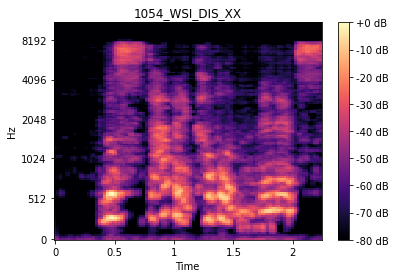 1054_WSI_DIS_XX
+0 dB
8192
-10 dB
4096
-20 dB
-30 dB
2048
Hz
-40 dB
1024
-50 dB
512
-60 dB
-70 dB
0
-80 dB
0
0.5
1
1.5
2
Time